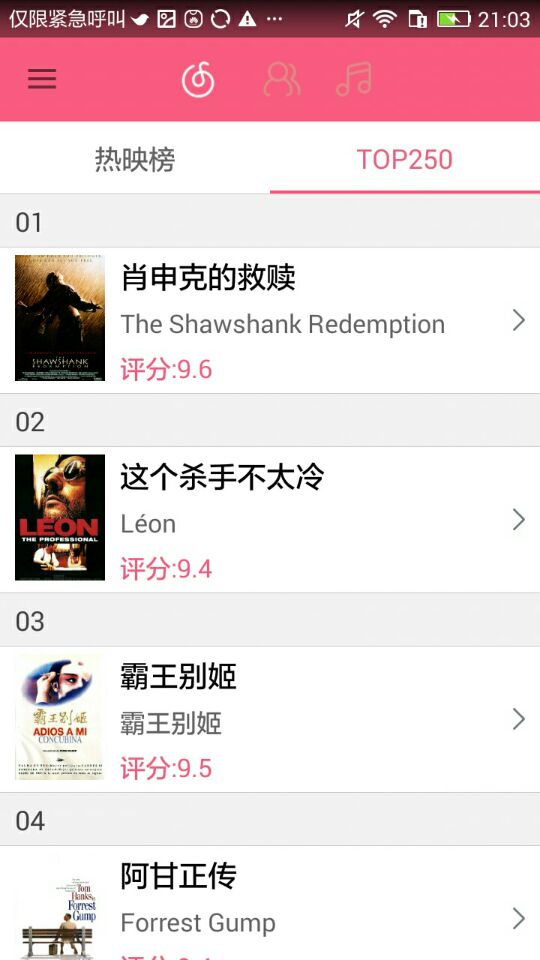 仅限紧急呼叫
21:03
热映榜
TOP250
01
肖申克的救赎
The Shawshank Redemption
评分:9.6
SHAWSHANK
REDEMPTION
02
这个杀手不太冷
Léon
评分:9.4
LEON
THE PROFESSIONAL
03
霸王别姬
霸王别姬
评分:9.5
霸王别姬
ADIOS A MI
CONCUBINA
04
阿甘正传
Forrest Gump
Tom
Hanks
Forrest
Gump